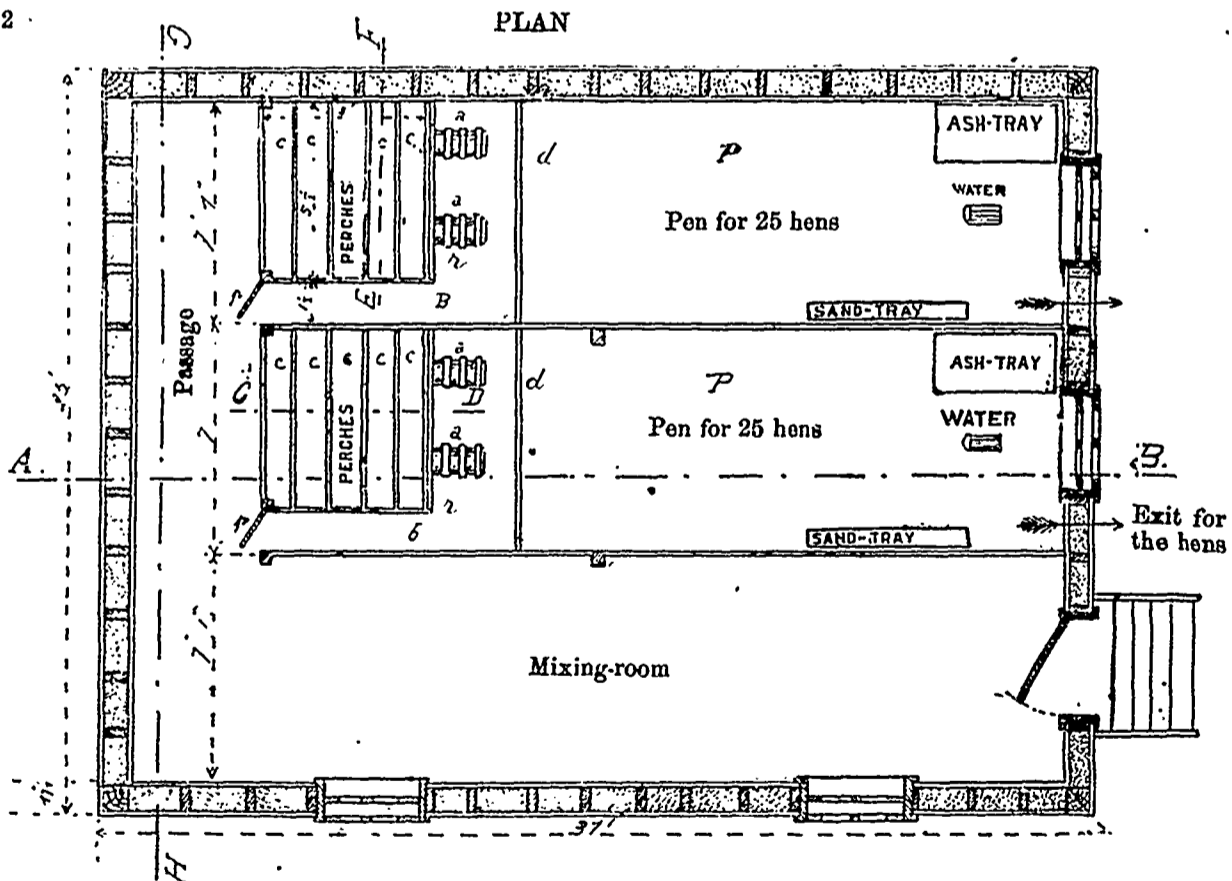 2
PLAN
F
ASH-TRAY
a
c
c
c
c
d
P
WATER
PERCHES
Pen for 25 hens
a
B
SAND-TRAY
Passage
c
c
c
c
c
a
ASH-TRAY
C
D
d
P
PERCHES
Pen for 25 hens
WATER
a
A.
B.
b
SAND-TRAY
Exit for
the hens
Mixing-room
37'
H